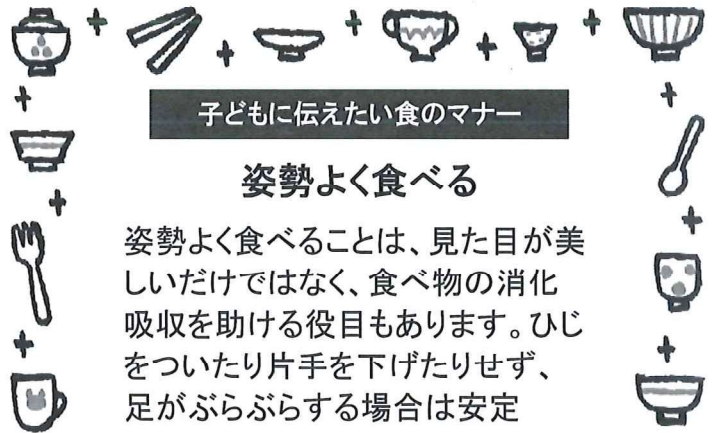 子どもに伝えたい食のマナー
姿勢よく食べる
姿勢よく食べることは、見た目が美
しいだけではなく、食べ物の消化
吸収を助ける役目もあります。ひじ
をついたり片手を下げたりせず、
足がぶらぶらする場合は安定